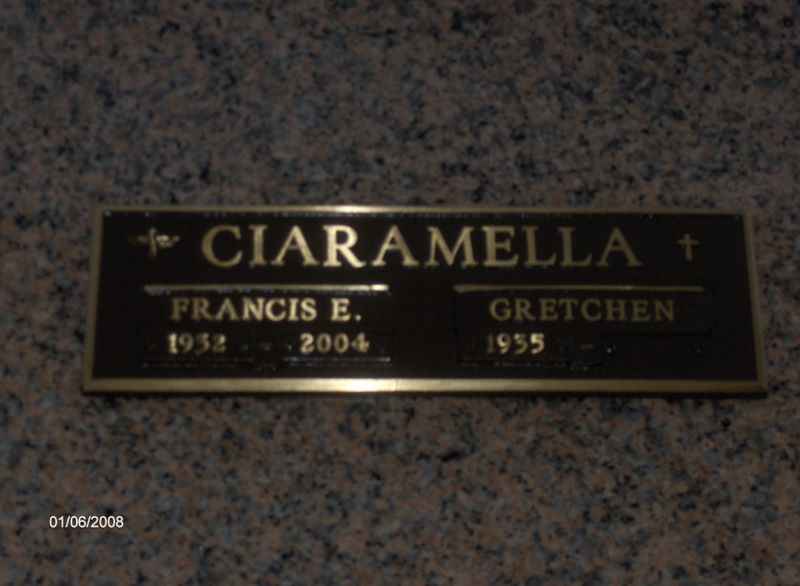 CIARAMELLA
FRANCIS E.
1932 - 2004
GRETCHEN
1935 -
01/06/2008